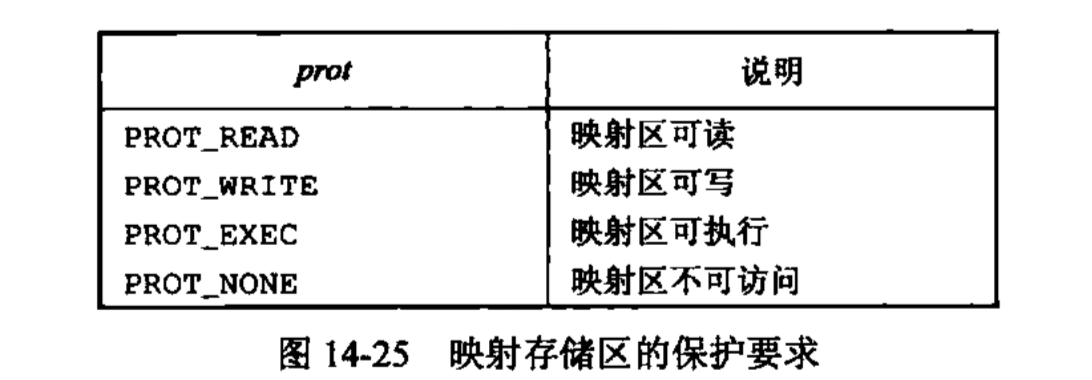 prot 说明
PROT_READ 映射区可读
PROT_WRITE 映射区可写
PROT_EXEC 映射区可执行
PROT_NONE 映射区不可访问
图 14-25 映射存储区的保护要求